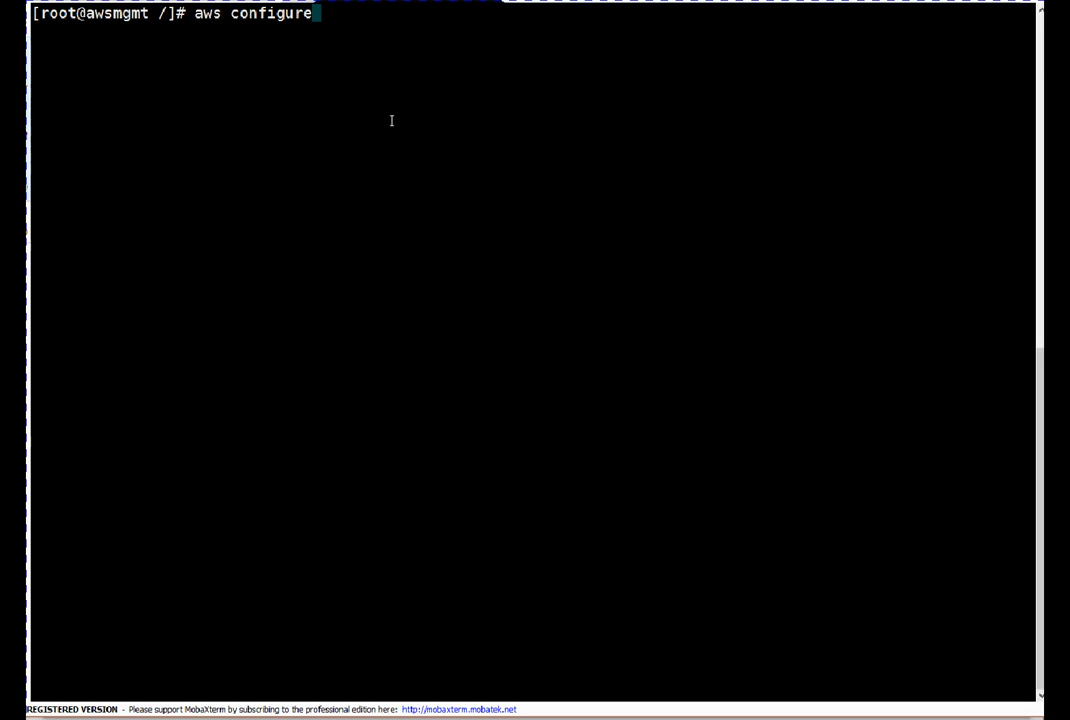 [root@awsmgmt /]# aws configure
REGISTERED VERSION - Please support MobaXterm by subscribing to the professional edition here: http://mobaxterm.mobatek.net